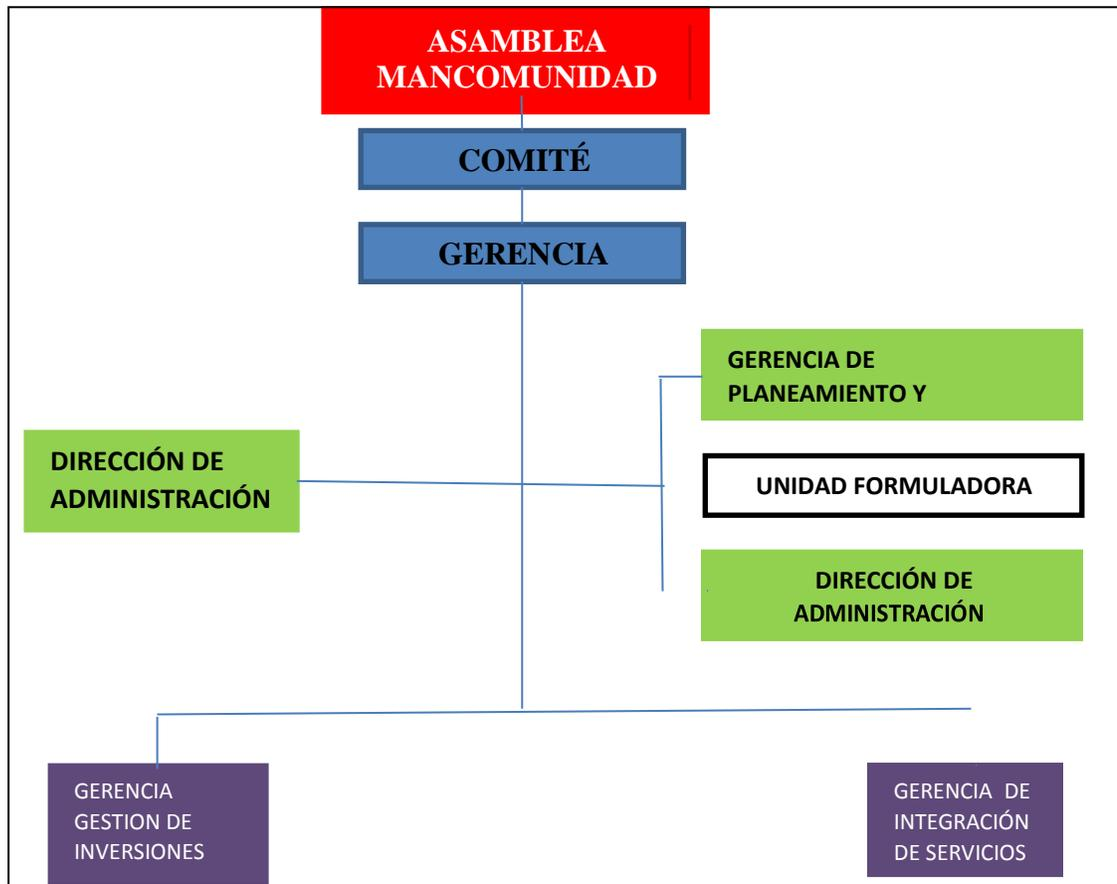 ASAMBLEA
MANCOMUNIDAD
COMITÉ
GERENCIA
GERENCIA DE
PLANEAMIENTO Y
DIRECCIÓN DE
ADMINISTRACIÓN
UNIDAD FORMULADORA
DIRECCIÓN DE
ADMINISTRACIÓN
GERENCIA
GESTION DE
INVERSIONES
GERENCIA DE
INTEGRACIÓN
DE SERVICIOS